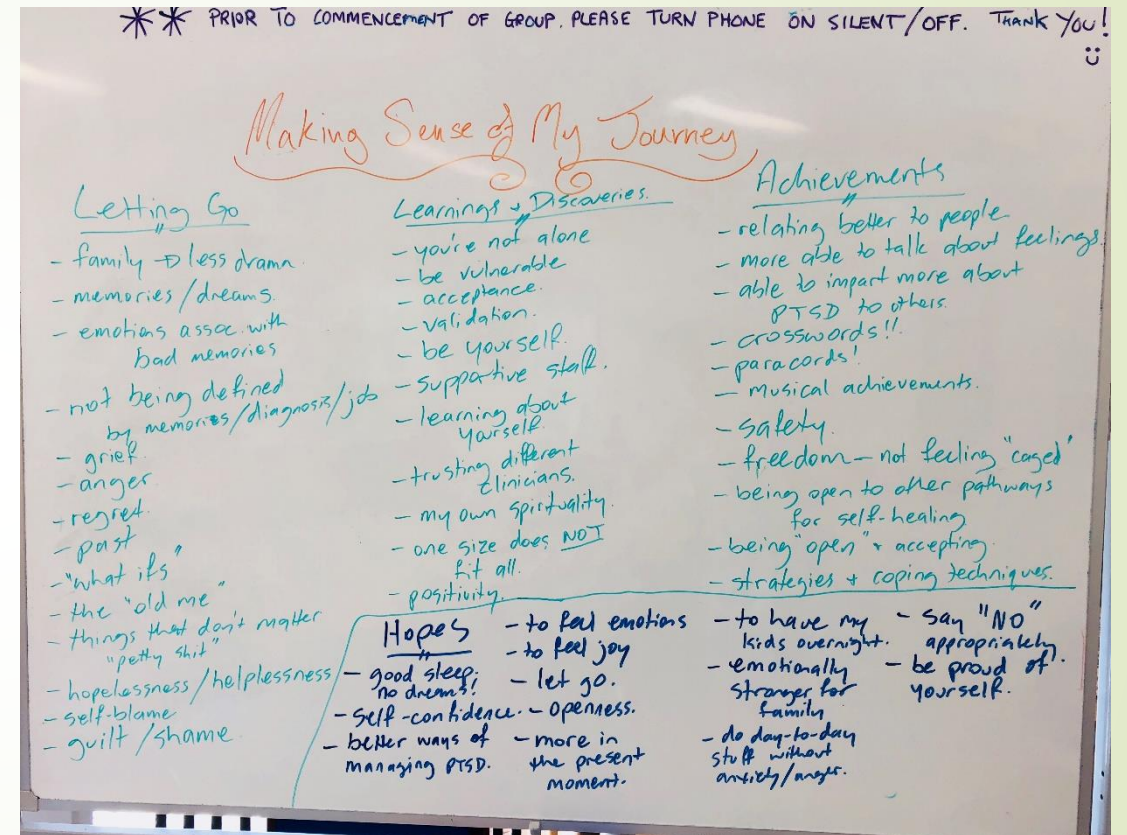 ** PRIOR TO COMMENCEMENT OF GROUP. PLEASE TURN PHONE ON SILENT/OFF. THANK YOU!
Making Sense of My Journey
Letting Go
- family → less drama
- memories/dreams.
- emotions assoc. with
bad memories
- not being defined
by memories/diagnosis/job
- grief.
- anger.
- regret.
- past
- "what ifs"
- the "old me"
- things that don't matter
"petty shit"
- hopelessness/helplessness
- self-blame
- guilt/shame.
Learnings + Discoveries.
- you're not alone
- be vulnerable
- acceptance.
- validation.
- be yourself.
- supportive staff.
- learning about
yourself.
- trusting different
clinicians.
- my own spirituality.
- one size does NOT
fit all.
- positivity.
Achievements
- relating better to people
- more able to talk about feelings.
- able to impart more about
PTSD to others.
- crosswords!!.
- paracords!
- musical achievements.
- safety.
- freedom - not feeling "caged"
- being open to other pathways
for self-healing
- being "open" + accepting.
- strategies + coping techniques.
Hopes
- good sleep;
no dreams!
- self-confidence.
- better ways of
managing PTSD.
- to feel emotions
- to feel joy
- let go.
- openness.
- more in
the present
moment.
- to have my
kids overnight.
- emotionally
stronger for
family
- do day-to-day
stuff without
anxiety/anger.
- say "NO"
appropriately.
- be proud of
yourself.